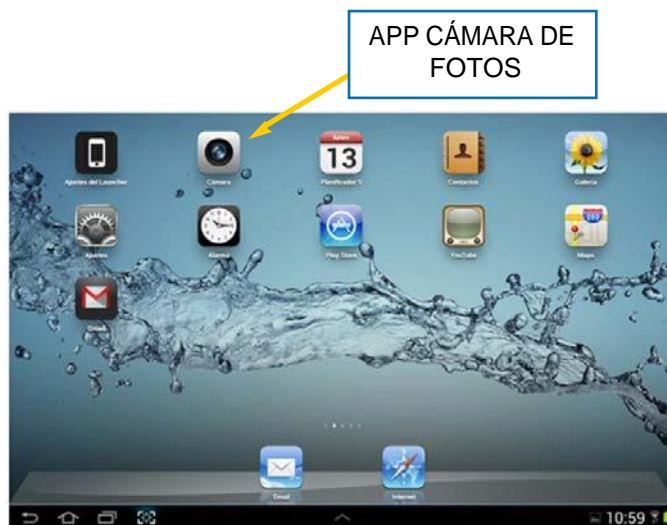 APP CÁMARA DE
FOTOS
Ajustes del Launcher
Cámara
13
Planificador S
Contactos
Galería
Ajustes
Alarma
Play Store
YouTube
280
Maps
Gmail
Email
Internet
10:59